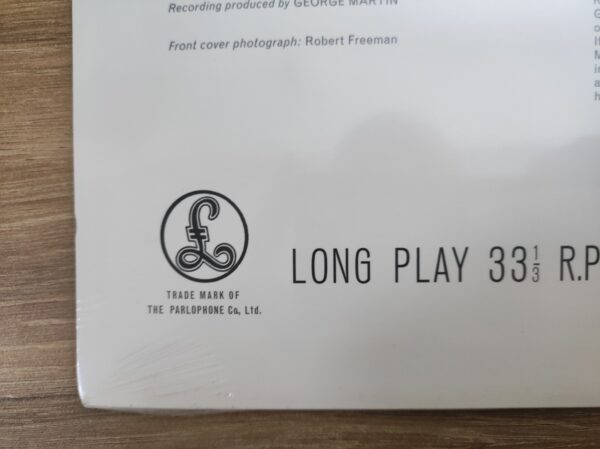 Recording produced by GEORGE MARTIN
Front cover photograph: Robert Freeman
£
TRADE MARK OF
THE PARLOPHONE Co, Ltd.
LONG PLAY 33⅓ R.P